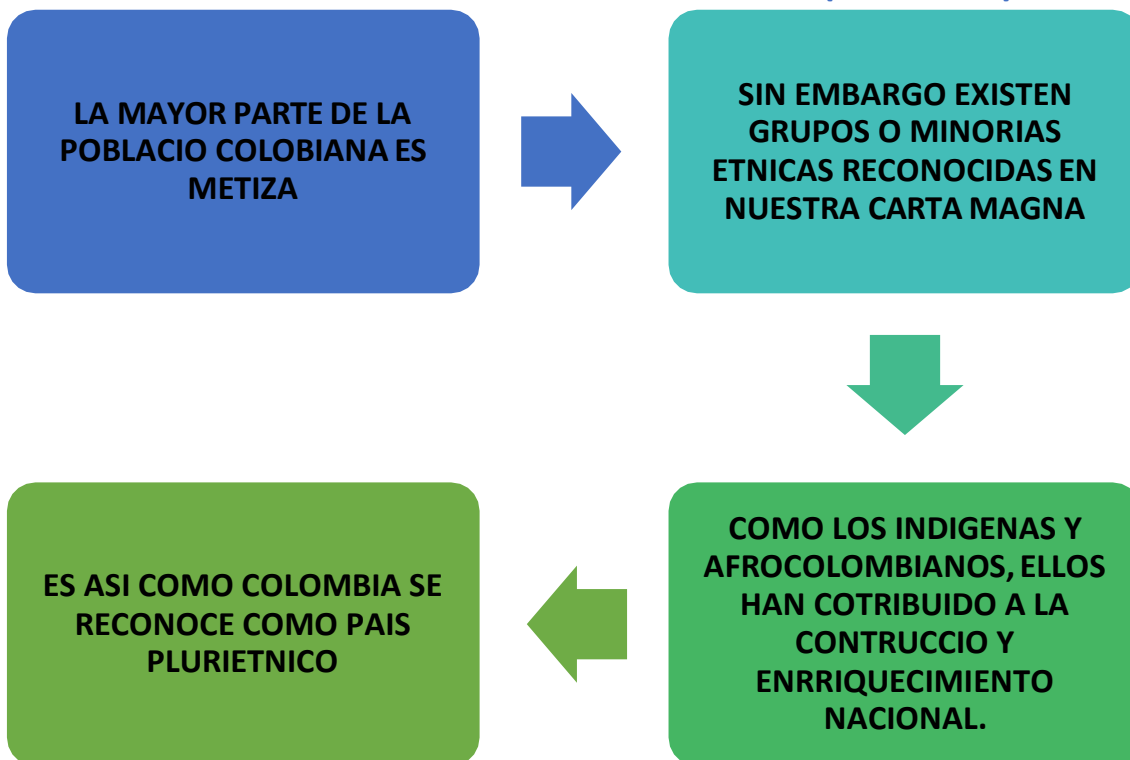 LA MAYOR PARTE DE LA
POBLACIO COLOBIANA ES
METIZA
SIN EMBARGO EXISTEN
GRUPOS O MINORIAS
ETNICAS RECONOCIDAS EN
NUESTRA CARTA MAGNA
COMO LOS INDIGENAS Y
AFROCOLOMBIANOS, ELLOS
HAN COTRIBUIDO A LA
CONTRUCCIO Y
ENRRIQUECIMIENTO
NACIONAL.
ES ASI COMO COLOMBIA SE
RECONOCE COMO PAIS
PLURIETNICO